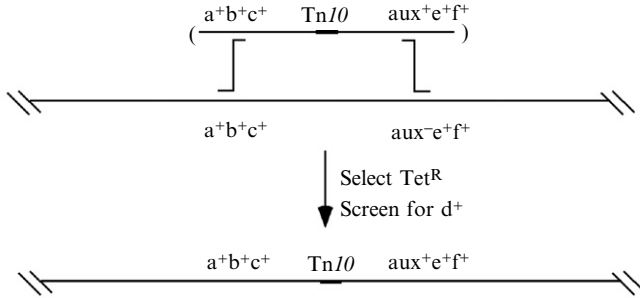 a⁺b⁺c⁺ Tn10 aux⁺e⁺f⁺
( )
a⁺b⁺c⁺ aux⁻e⁺f⁺
Select Tetᴿ
Screen for d⁺
a⁺b⁺c⁺ Tn10 aux⁺e⁺f⁺